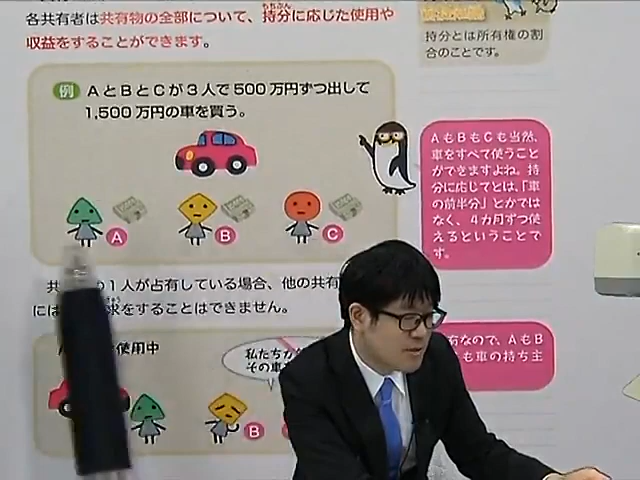 各共有者は共有物の全部について、持分に応じた使用や
収益をすることができます。
持分とは所有権の割
合のことです。
例 AとBとCが3人で500万円ずつ出して
1,500万円の車を買う。
A
B
C
AもBもCも当然、
車をすべて使うこと
ができますよね。持
分に応じてとは、「車
の前半分」とかでは
なく、4カ月ずつ使
えるということで
す。
1人が占有している場合、他の共有
求をすることはできません。
使用中
私たちが
その車
B
なので、AもB
も車の持ち主